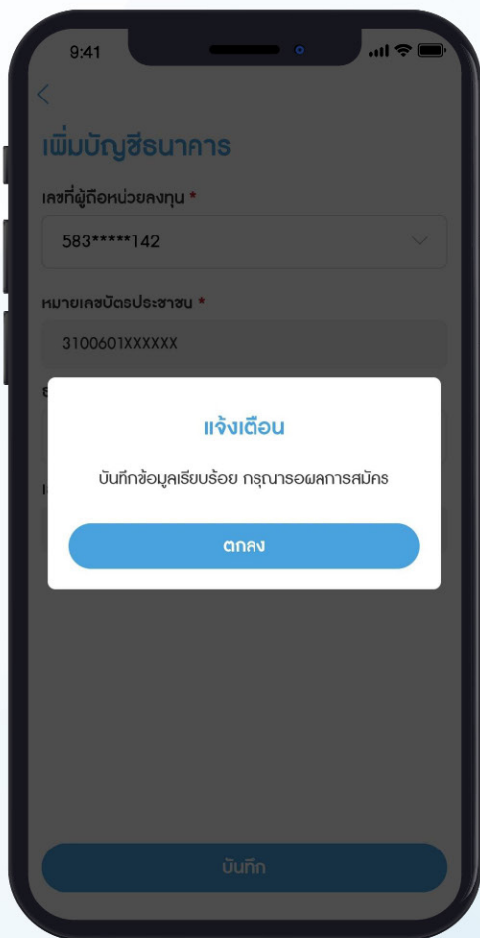 9:41
เพิ่มบัญชีธนาคาร
เลขที่ผู้ถือหน่วยลงทุน *
583*****142
หมายเลขบัตรประชาชน *
3100601XXXXXX
แจ้งเตือน
บันทึกข้อมูลเรียบร้อย กรุณารอผลการสมัคร
ตกลง
บันทึก